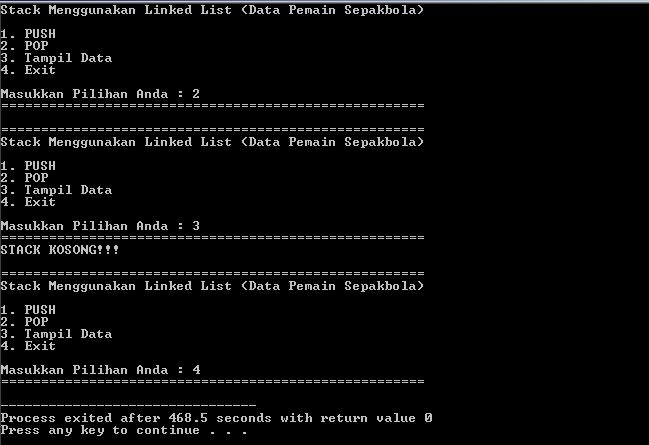 Stack Menggunakan Linked List (Data Pemain Sepakbola)
1. PUSH
2. POP
3. Tampil Data
4. Exit
Masukkan Pilihan Anda : 2
=====================================================
=====================================================
Stack Menggunakan Linked List (Data Pemain Sepakbola)
1. PUSH
2. POP
3. Tampil Data
4. Exit
Masukkan Pilihan Anda : 3
=====================================================
STACK KOSONG!!!
=====================================================
Stack Menggunakan Linked List (Data Pemain Sepakbola)
1. PUSH
2. POP
3. Tampil Data
4. Exit
Masukkan Pilihan Anda : 4
=====================================================
--------------------------------
Process exited after 468.5 seconds with return value 0
Press any key to continue . . .